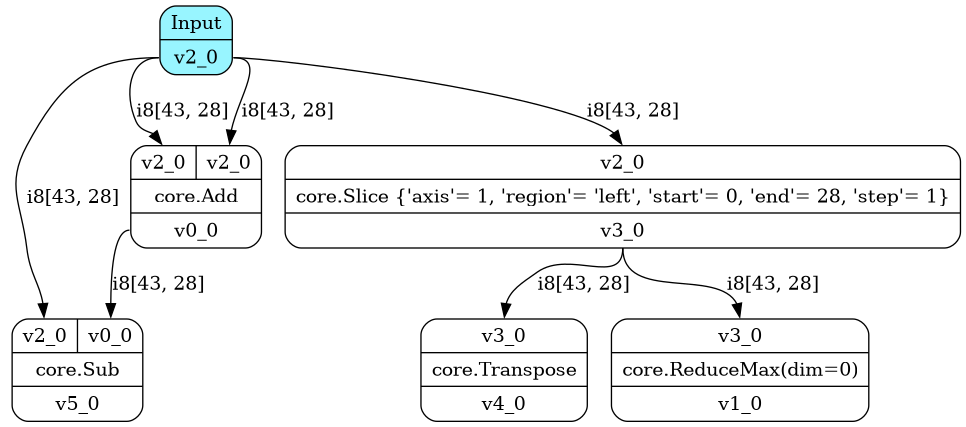 Input
v2_0
i8[43, 28]
i8[43, 28]
i8[43, 28]
i8[43, 28]
v2_0 v2_0
core.Add
v0_0
v2_0
core.Slice {'axis'= 1, 'region'= 'left', 'start'= 0, 'end'= 28, 'step'= 1}
v3_0
i8[43, 28]
i8[43, 28]
i8[43, 28]
v2_0 v0_0
core.Sub
v5_0
v3_0
core.Transpose
v4_0
v3_0
core.ReduceMax(dim=0)
v1_0